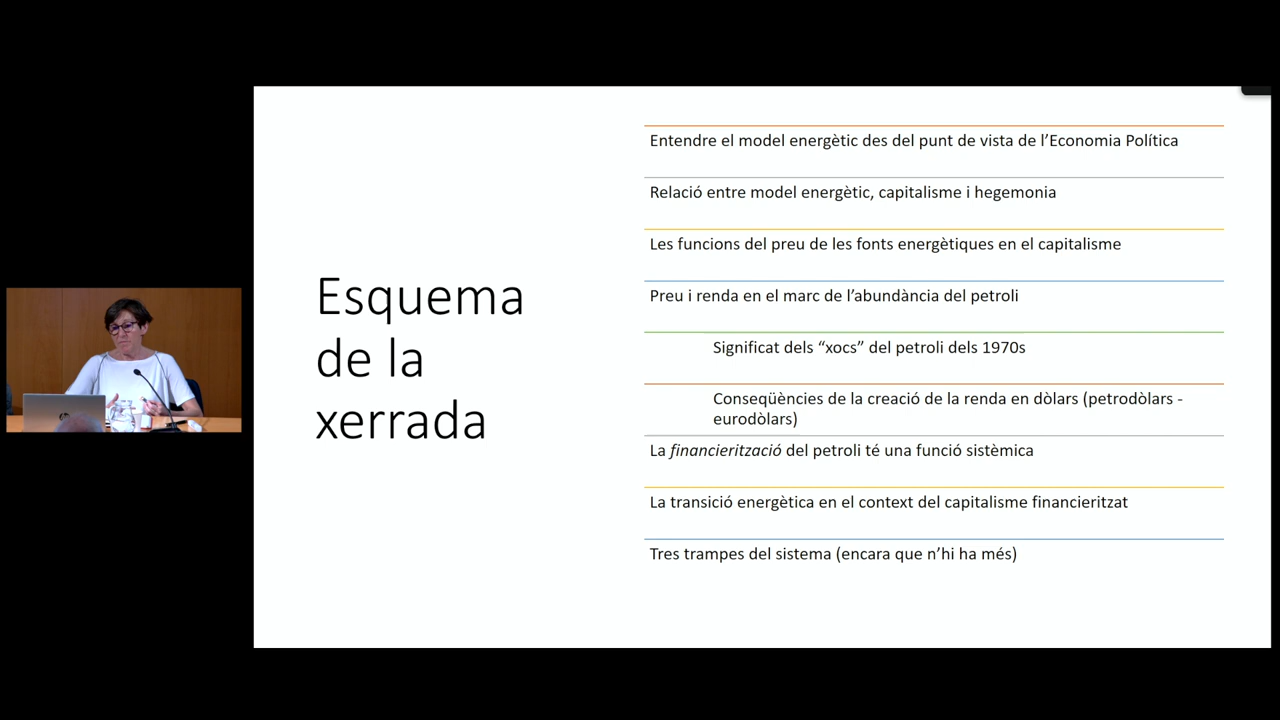 Esquema
de la
xerrada
Entendre el model energètic des del punt de vista de l’Economia Política
Relació entre model energètic, capitalisme i hegemonia
Les funcions del preu de les fonts energètiques en el capitalisme
Preu i renda en el marc de l’abundància del petroli
Significat dels “xocs” del petroli dels 1970s
Conseqüències de la creació de la renda en dòlars (petrodòlars -
eurodòlars)
La financierització del petroli té una funció sistèmica
La transició energètica en el context del capitalisme financieritzat
Tres trampes del sistema (encara que n’hi ha més)